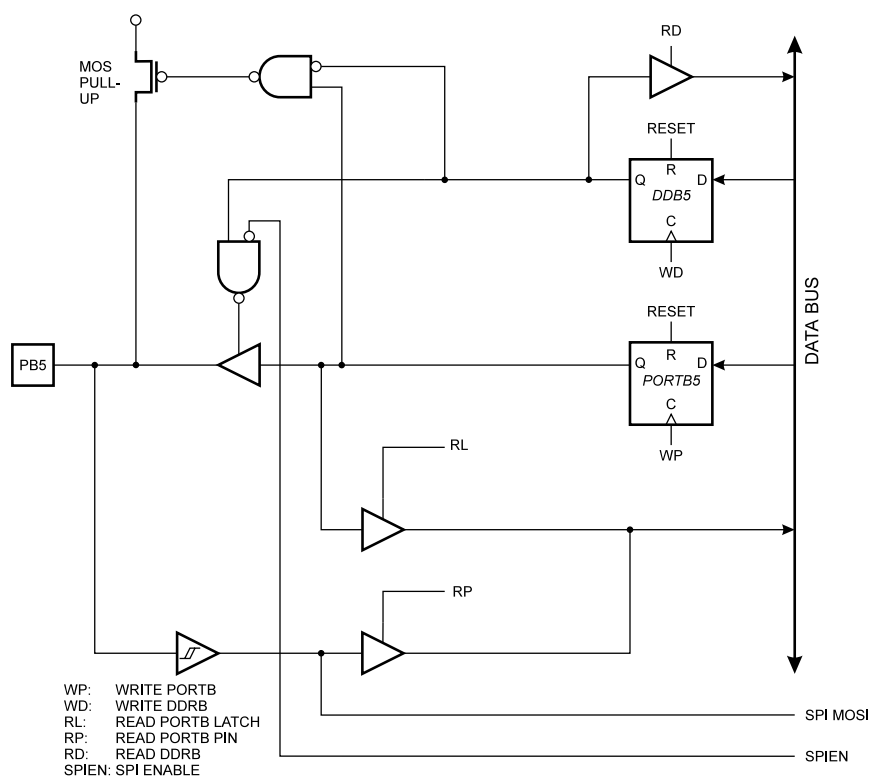 RD
MOS
PULL-
UP
RESET
R
Q
D
DDB5
C
WD
DATA BUS
RESET
PB5
R
Q
D
PORTB5
C
WP
RL
RP
WP: WRITE PORTB
WD: WRITE DDRB
RL: READ PORTB LATCH
RP: READ PORTB PIN
RD: READ DDRB
SPIEN: SPI ENABLE
SPI MOSI
SPIEN